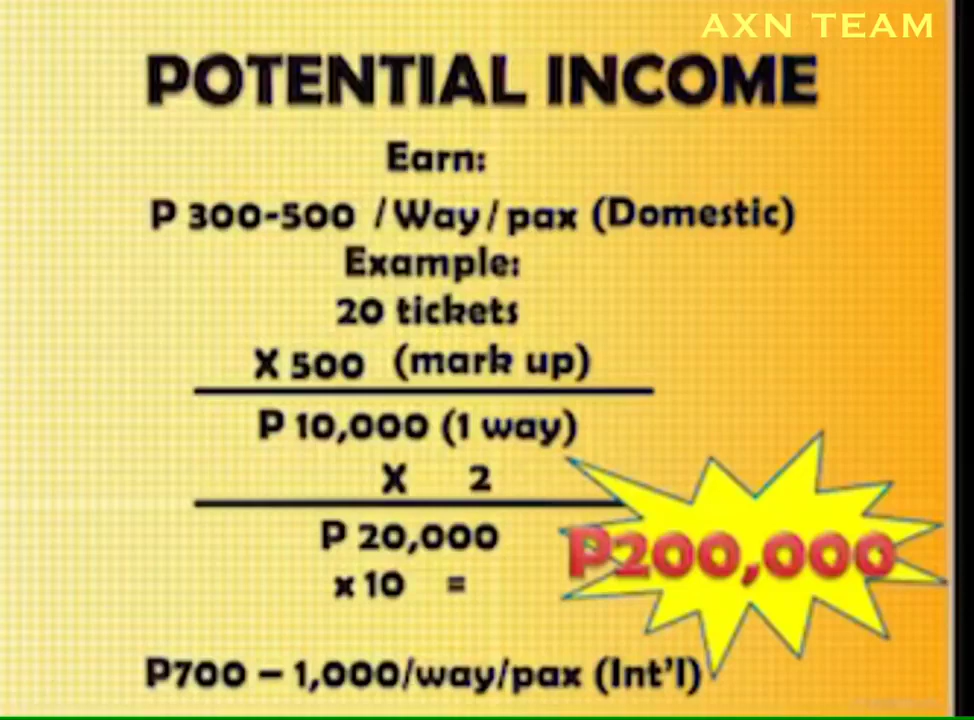 AXN TEAM
POTENTIAL INCOME
Earn:
P 300-500 /Way/pax (Domestic)
Example:
20 tickets
X 500 (mark up)
P 10,000 (1 way)
X 2
P 20,000
x 10 =
P200,000
P700 – 1,000/way/pax (Int'l)